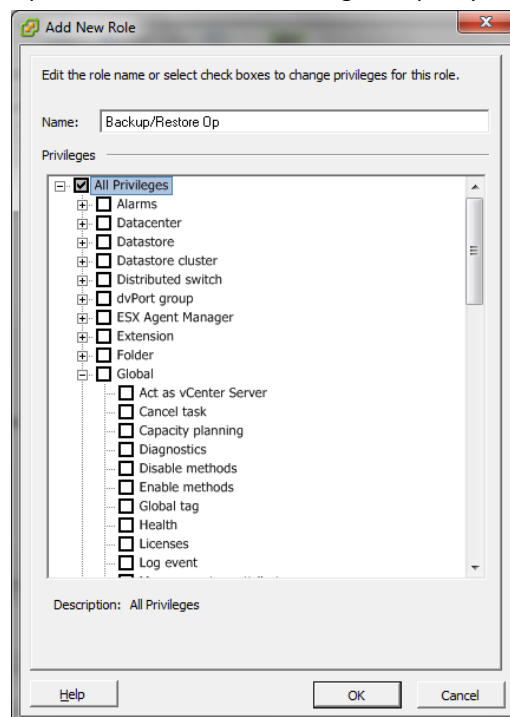 Add New Role
Edit the role name or select check boxes to change privileges for this role.
Name: Backup/Restore Op
Privileges
All Privileges
Alarms
Datacenter
Datastore
Datastore cluster
Distributed switch
dvPort group
ESX Agent Manager
Extension
Folder
Global
Act as vCenter Server
Cancel task
Capacity planning
Diagnostics
Disable methods
Enable methods
Global tag
Health
Licenses
Log event
Description: All Privileges
Help OK Cancel